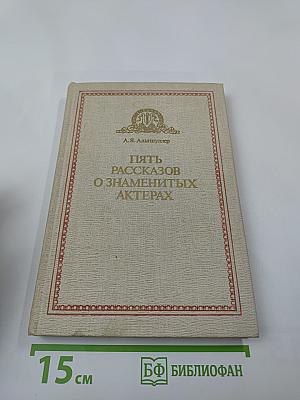 А. Я. Альтшуллер
ПЯТЬ
РАССКАЗОВ
О ЗНАМЕНИТЫХ
АКТЕРАХ
15 см
БФ БИБЛИОФАН